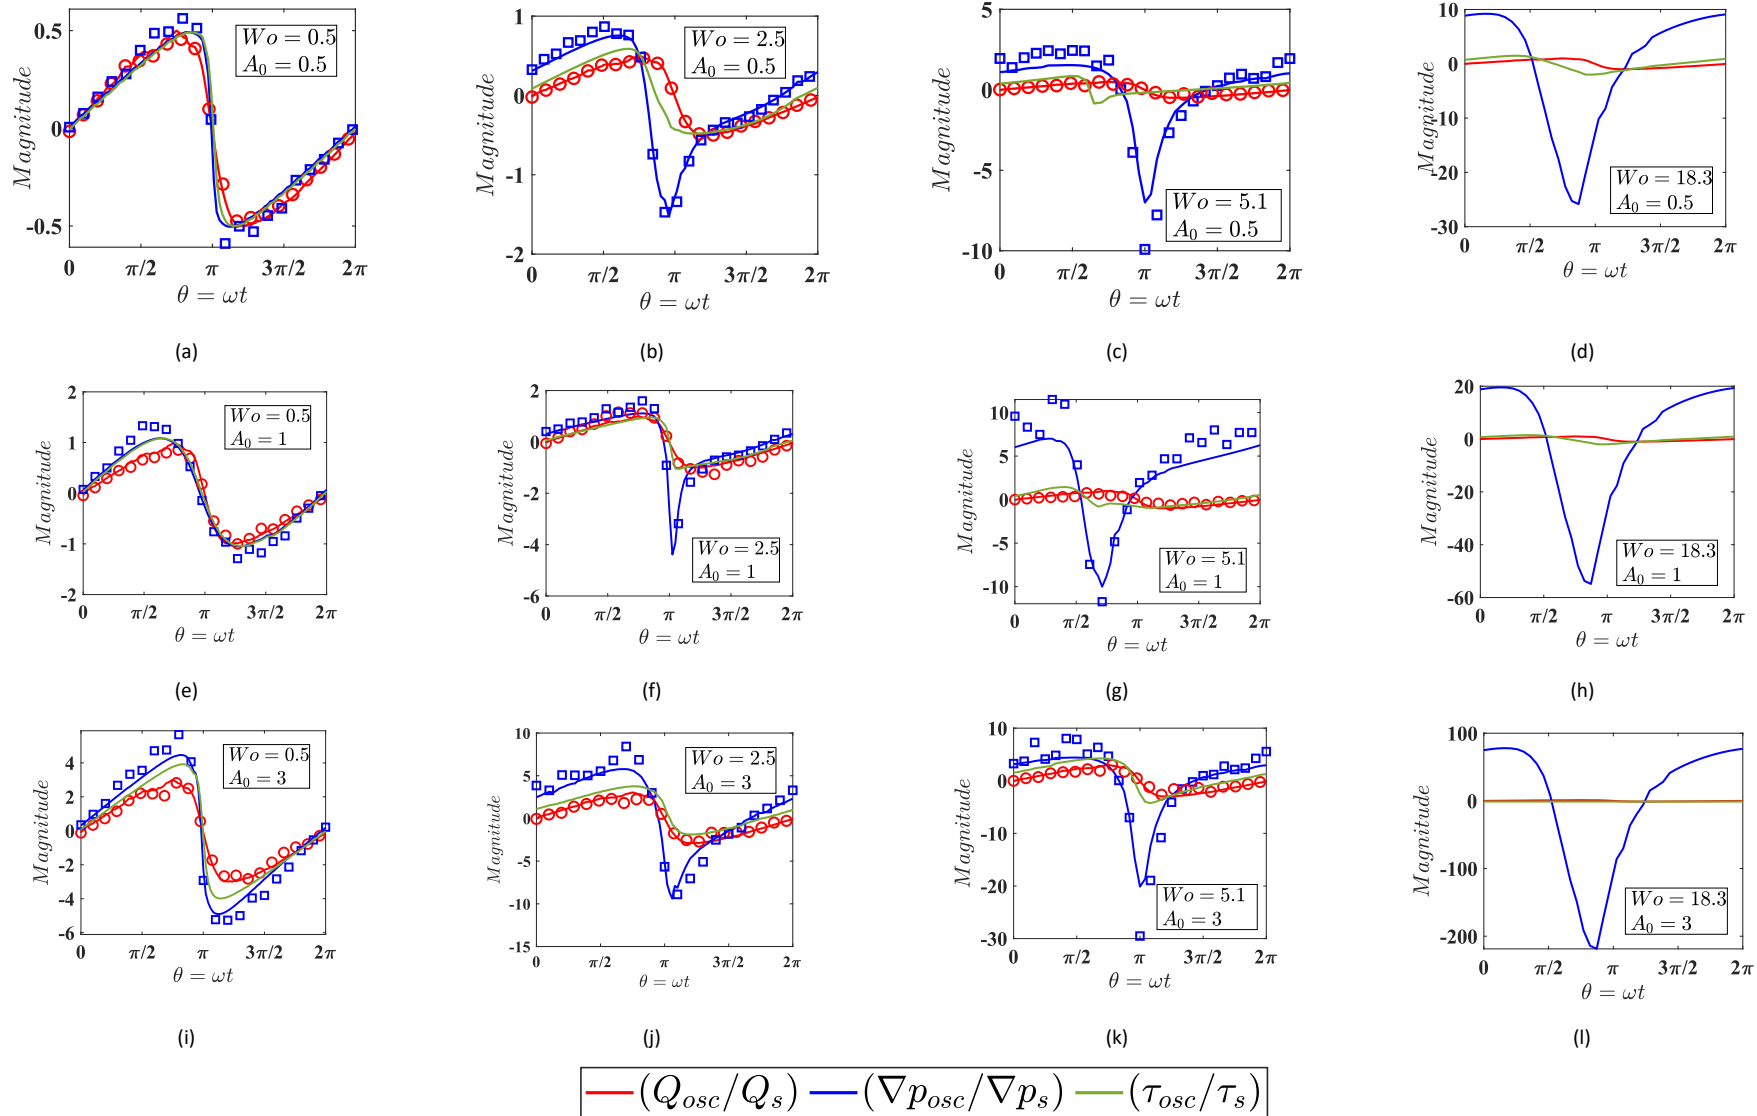 0.5
0
-0.5
Magnitude
Wo = 0.5
A₀ = 0.5
0 π/2 π 3π/2 2π
θ = ωt
(a)
1
0
-1
-2
Magnitude
Wo = 2.5
A₀ = 0.5
0 π/2 π 3π/2 2π
θ = ωt
(b)
5
0
-5
-10
Magnitude
Wo = 5.1
A₀ = 0.5
0 π/2 π 3π/2 2π
θ = ωt
(c)
10
0
-10
-20
-30
Magnitude
Wo = 18.3
A₀ = 0.5
0 π/2 π 3π/2 2π
θ = ωt
(d)
2
1
0
-1
-2
Magnitude
Wo = 0.5
A₀ = 1
0 π/2 π 3π/2 2π
θ = ωt
(e)
2
0
-2
-4
-6
Magnitude
Wo = 2.5
A₀ = 1
0 π/2 π 3π/2 2π
θ = ωt
(f)
10
5
0
-5
-10
Magnitude
Wo = 5.1
A₀ = 1
0 π/2 π 3π/2 2π
θ = ωt
(g)
20
0
-20
-40
-60
Magnitude
Wo = 18.3
A₀ = 1
0 π/2 π 3π/2 2π
θ = ωt
(h)
4
2
0
-2
-4
-6
Magnitude
Wo = 0.5
A₀ = 3
0 π/2 π 3π/2 2π
θ = ωt
(i)
10
5
0
-5
-10
-15
Magnitude
Wo = 2.5
A₀ = 3
0 π/2 π 3π/2 2π
θ = ωt
(j)
10
0
-10
-20
-30
Magnitude
Wo = 5.1
A₀ = 3
0 π/2 π 3π/2 2π
θ = ωt
(k)
100
0
-100
-200
Magnitude
Wo = 18.3
A₀ = 3
0 π/2 π 3π/2 2π
θ = ωt
(l)
(Q_osc/Q_s) (∇p_osc/∇p_s) (τ_osc/τ_s)